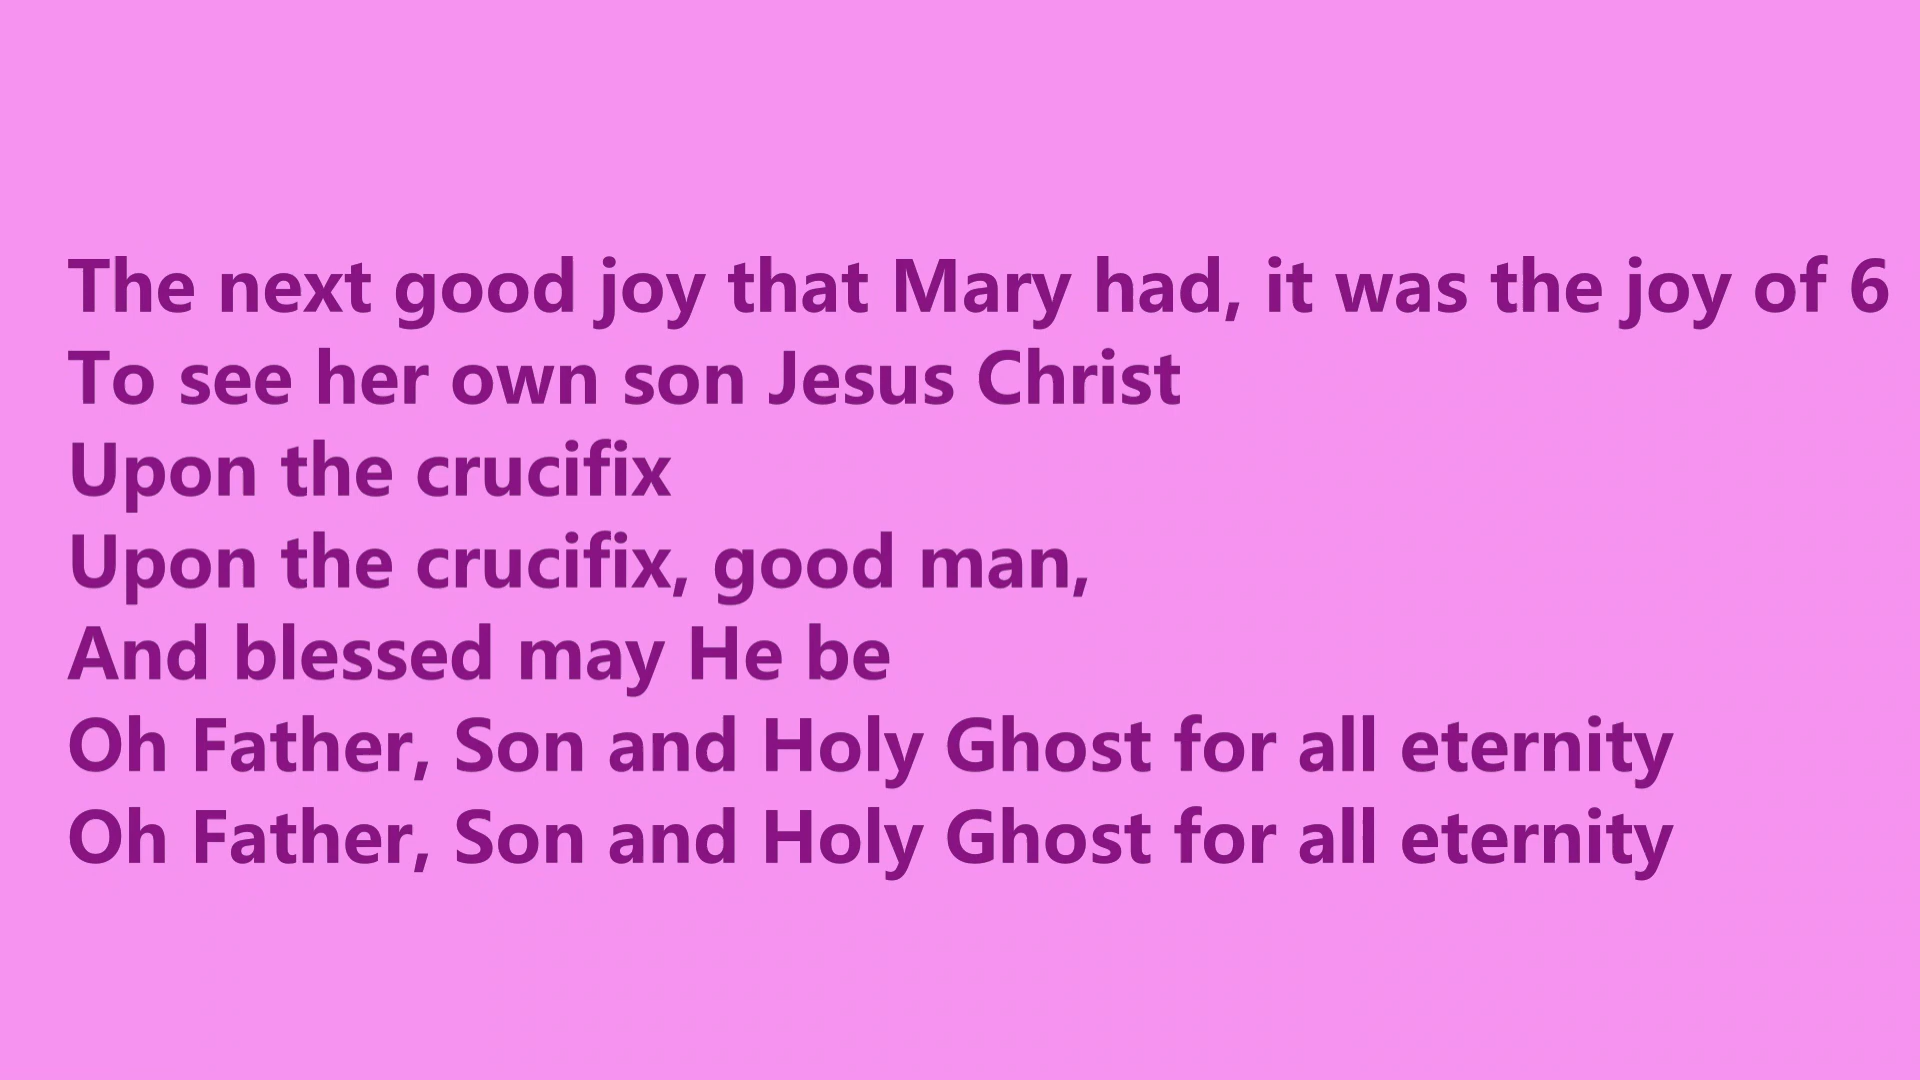 The next good joy that Mary had, it was the joy of 6
To see her own son Jesus Christ
Upon the crucifix
Upon the crucifix, good man,
And blessed may He be
Oh Father, Son and Holy Ghost for all eternity
Oh Father, Son and Holy Ghost for all eternity